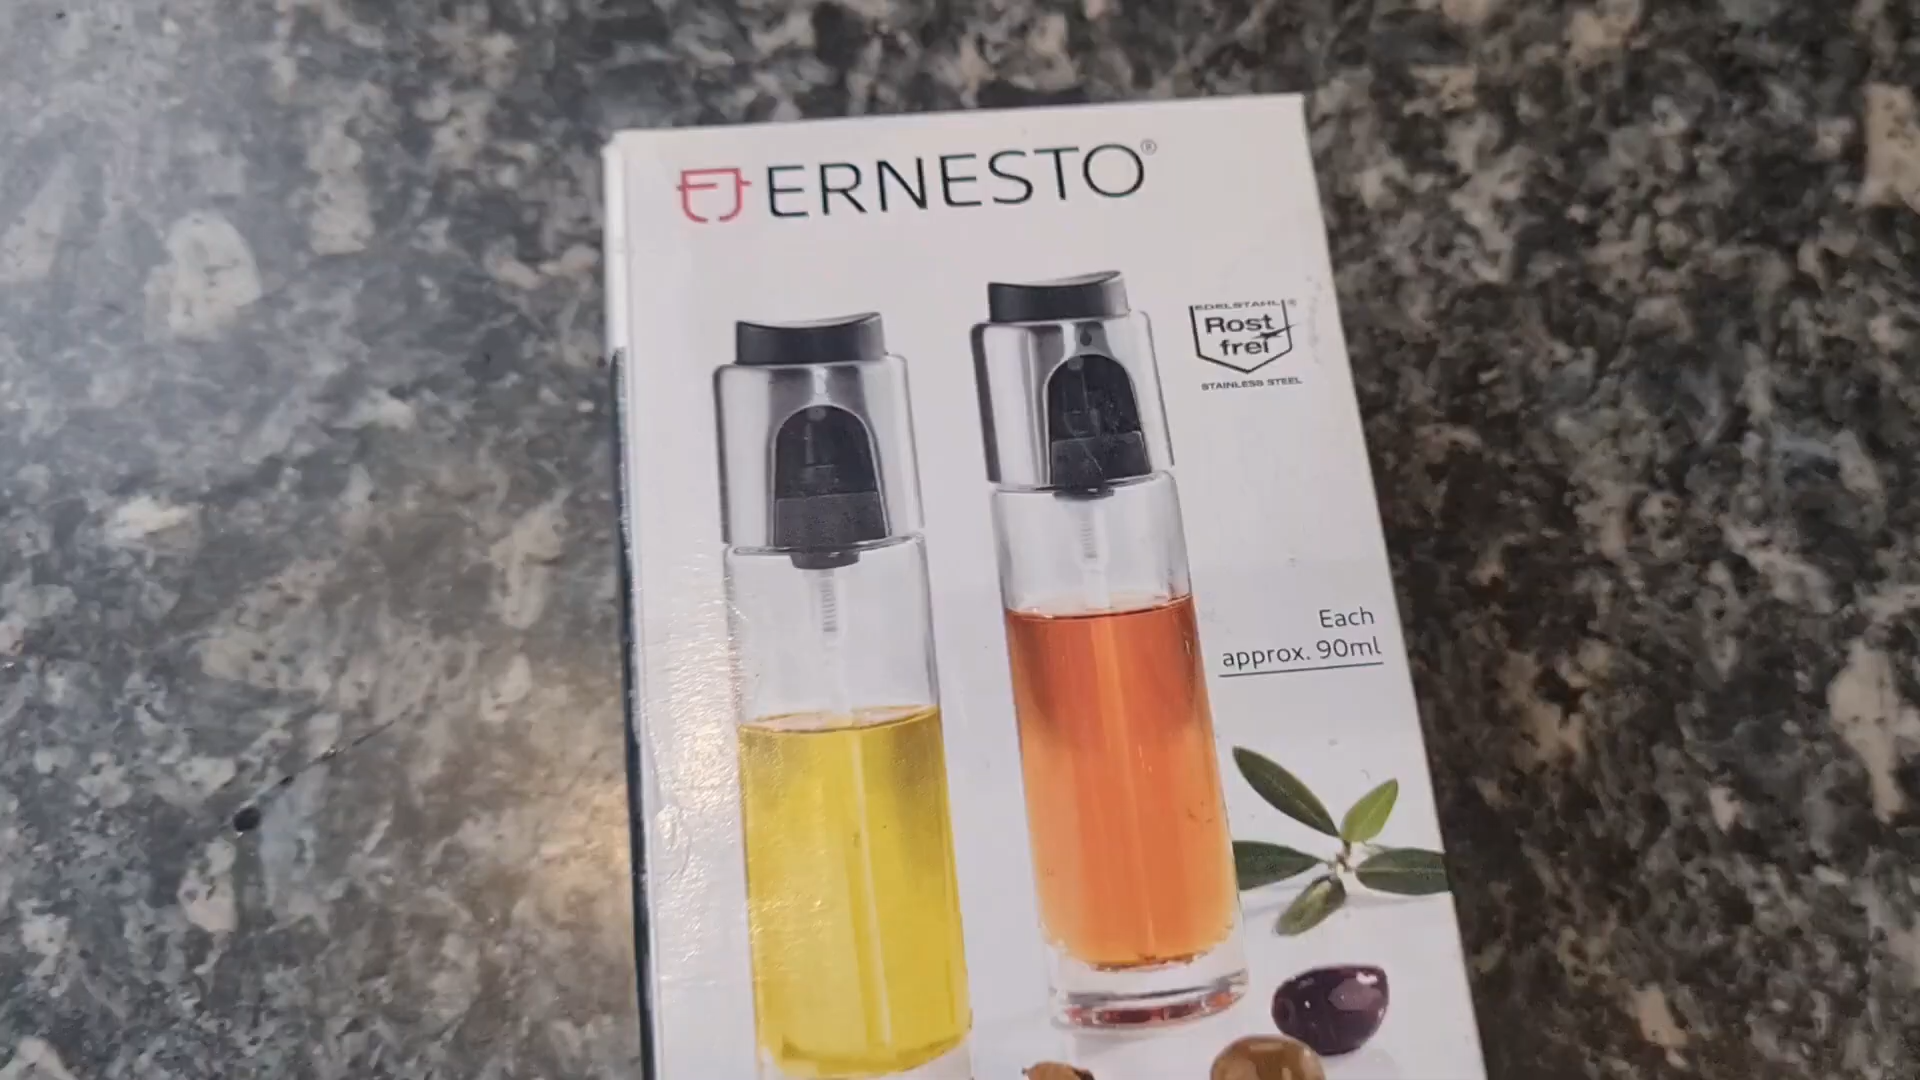 ERNESTO®
EDELSTAHL®
Rost
frei
STAINLESS STEEL
Each
approx. 90ml